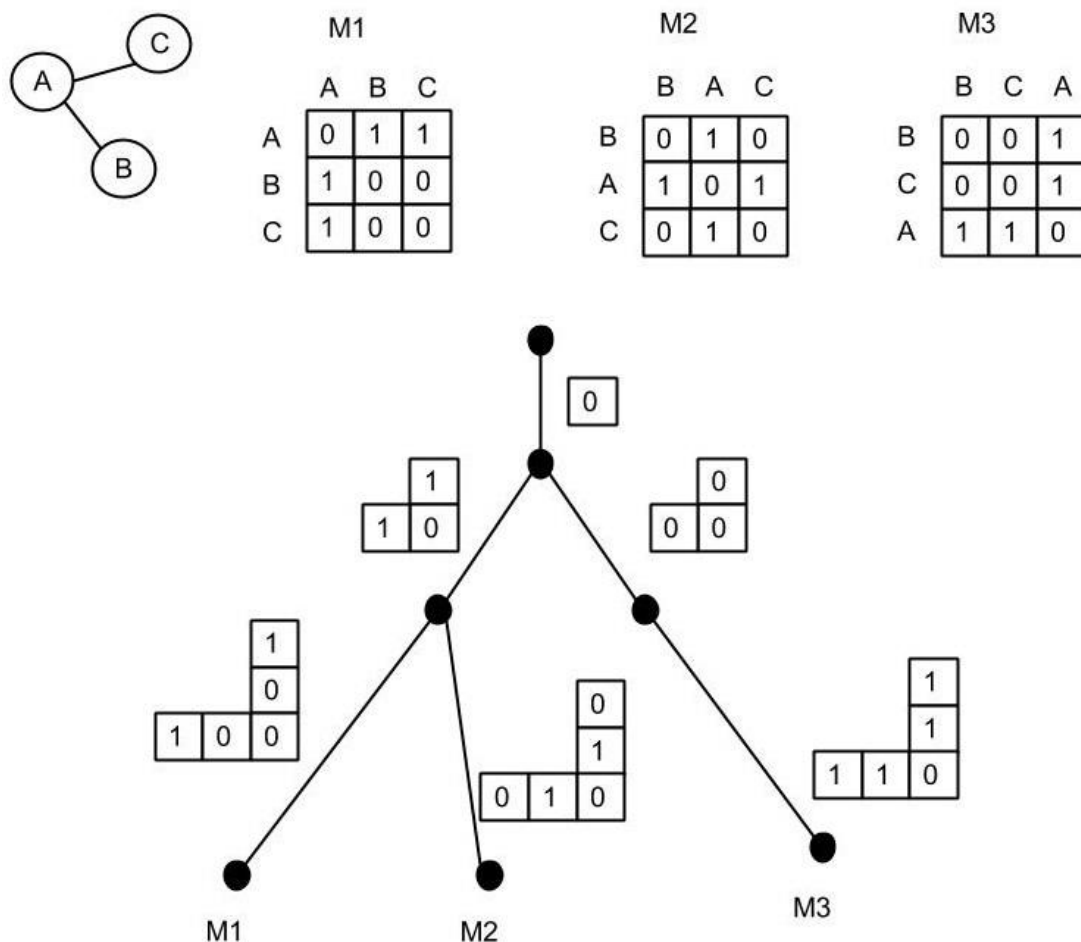 C
A
B
M1
A B C
A 0 1 1
B 1 0 0
C 1 0 0
M2
B A C
B 0 1 0
A 1 0 1
C 0 1 0
M3
B C A
B 0 0 1
C 0 0 1
A 1 1 0
0
1
1 0
0
0 0
1
0
1 0 0
0
1
0 1 0
1
1
1 1 0
M1
M2
M3